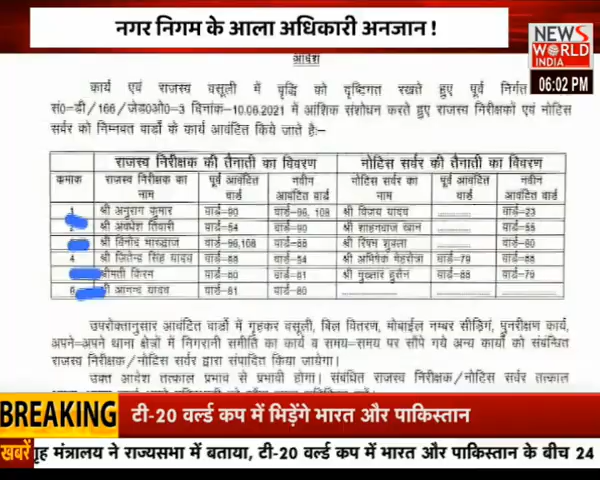 नगर निगम के आला अधिकारी अनजान !
NEWS
WORLD
INDIA
06:02 PM
आदेश
कार्य एवं राजस्व वसूली में वृद्धि को दृष्टिगत रखते हुए पूर्व निर्गत
सं0=डी/166/जे0ड0ओ0=3 दिनांक-10.06.2021 में आंशिक संशोधन करते हुए राजस्व निरीक्षकों एवं नोटिस
सर्वर को निम्नवत वार्डों के कार्य आवंटित किये जाते है:-
राजस्व निरीक्षक की तैनाती का विवरण नोटिस सर्वर की तैनाती का विवरण
कमाक राजस्व निरीक्षक का नाम पूर्व आवंटित वार्ड नवीन आवंटित वार्ड नोटिस सर्वर का नाम पूर्व आवंटित वार्ड नवीन आवंटित वार्ड
1 श्री अनुराग कुमार वार्ड=90 वार्ड=96, 108 श्री विजय यादव वार्ड=23
2 श्री अवधेश तिवारी वार्ड=54 वार्ड=90 श्री शाहनवाज खान
श्री विनोद भारद्वाज वार्ड=96,108 वार्ड=88 श्री रिषभ शुक्ला
4 श्री जितेन्द्र सिंह यादव वार्ड=88 वार्ड=54 श्री अभिषेक मेहरोत्रा वार्ड=79 वार्ड=88
श्रीमती किरन वार्ड=80 वार्ड=81 श्री मुख्तार हुसैन वार्ड=88 वार्ड=79
6 श्री आनन्द यादव वार्ड=81 वार्ड=80
उपरोक्तानुसार आवंटित वार्डो में गृहकर वसूली, बिल वितरण, मोबाईल नम्बर सीड़िंग, पुनरीक्षण कार्य,
अपने=अपने थाना क्षेत्रों में निगरानी समीति का कार्य व समय=समय पर सौंपे गये अन्य कार्यो को संबन्धित
राजस्व निरीक्षक/नोटिस सर्वर द्वारा संपादित किया जायेगा।
उक्त आदेश तत्काल प्रभाव से प्रभावी होगा। संबंधित राजस्व निरीक्षक/नोटिस सर्वर तत्काल
BREAKING टी-20 वर्ल्ड कप में भिड़ेंगे भारत और पाकिस्तान
खबरें गृह मंत्रालय ने राज्यसभा में बताया, टी-20 वर्ल्ड कप में भारत और पाकिस्तान के बीच 24